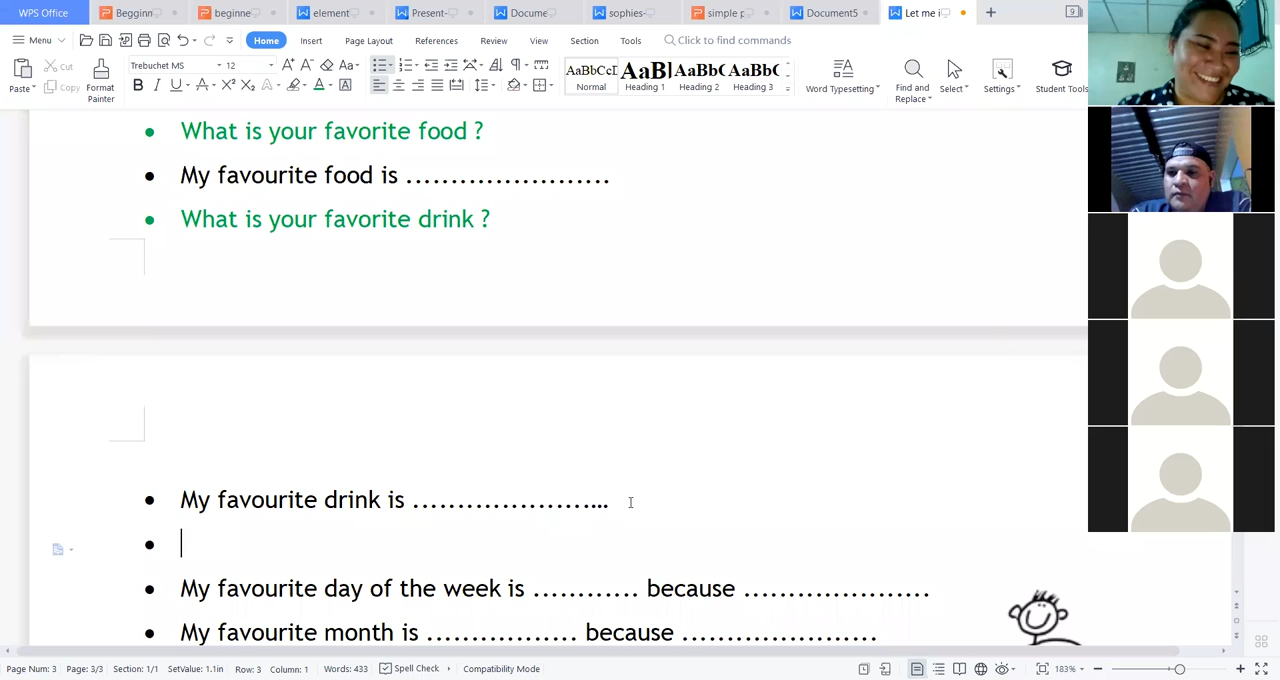 WPS Office Beggin beginne element Present- Docume sophies- simple p Document5 Let me i 9
Menu Home Insert Page Layout References Review View Section Tools Click to find commands
Trebuchet MS 12
Paste Cut Copy Format Painter
AaBbCcD AaBl AaBb( AaBb(
Normal Heading 1 Heading 2 Heading 3
Word Typesetting Find and Replace Select Settings Student Tools
What is your favorite food ?
My favourite food is .......................
What is your favorite drink ?
My favourite drink is ......................
My favourite day of the week is ............ because .....................
My favourite month is ................. because ......................
Page Num: 3 Page: 3/3 Section: 1/1 SetValue: 1.1in Row: 3 Column: 1 Words: 433 Spell Check Compatibility Mode 183%